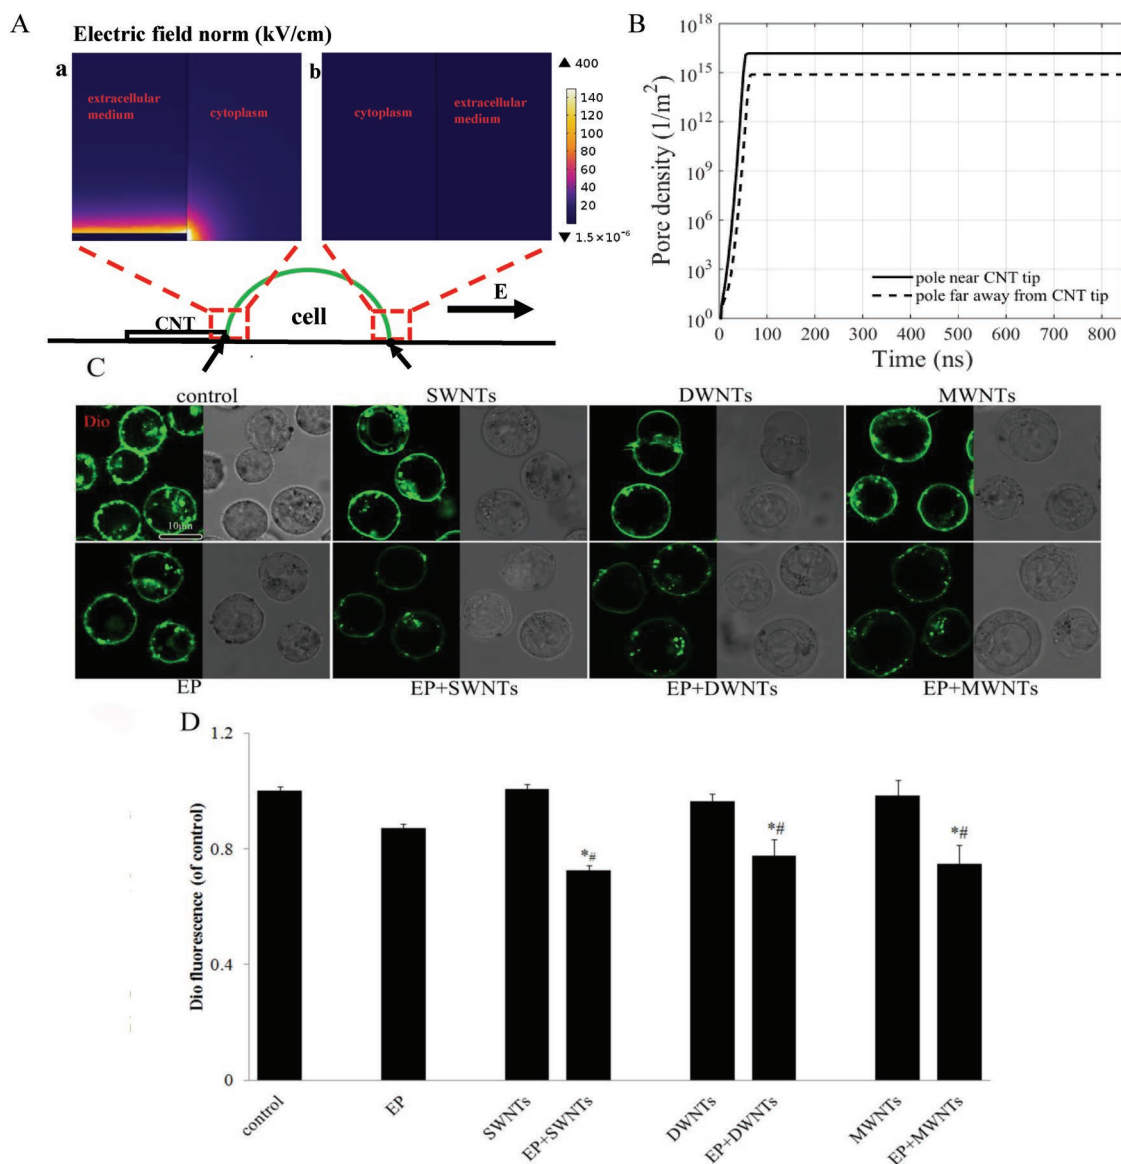 A
Electric field norm (kV/cm)
a
b
extracellular
medium
cytoplasm
cytoplasm
extracellular
medium
400
140
120
100
80
60
40
20
1.5×10⁻⁶
CNT
cell
E
B
Pore density (1/m²)
10¹⁸
10¹⁵
10¹²
10⁹
10⁶
10³
10⁰
pole near CNT tip
pole far away from CNT tip
0 100 200 300 400 500 600 700 800
Time (ns)
C
control SWNTs DWNTs MWNTs
Dio
EP EP+SWNTs EP+DWNTs EP+MWNTs
D
Dio fluorescence (of control)
1.2
0.8
0.4
0
*#
*#
*#
control
EP
SWNTs
EP+SWNTs
DWNTs
EP+DWNTs
MWNTs
EP+MWNTs